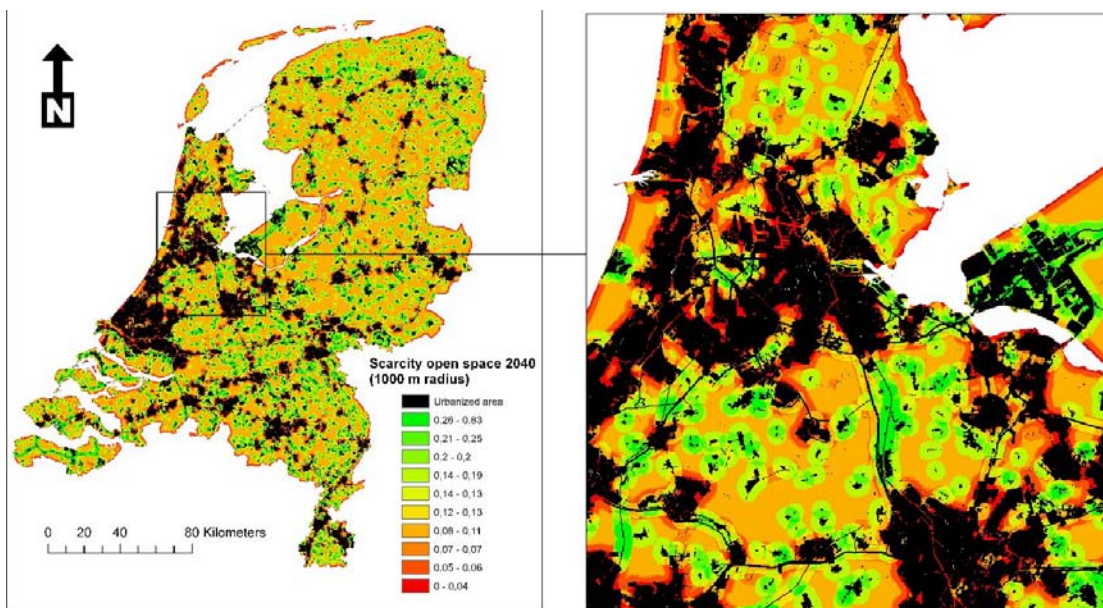 N
Scarcity open space 2040
(1000 m radius)
Urbanized area
0,26 - 0,83
0,21 - 0,25
0,2 - 0,2
0,14 - 0,19
0,14 - 0,13
0,12 - 0,13
0,08 - 0,11
0,07 - 0,07
0,05 - 0,06
0 - 0,04
0 20 40 80 Kilometers